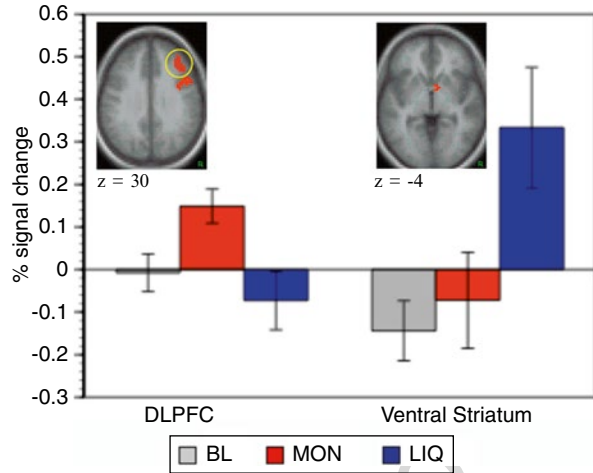 0.6
0.5
0.4
0.3
0.2
0.1
0
-0.1
-0.2
-0.3
% signal change
z = 30
z = -4
R
R
DLPFC Ventral Striatum
BL MON LIQ